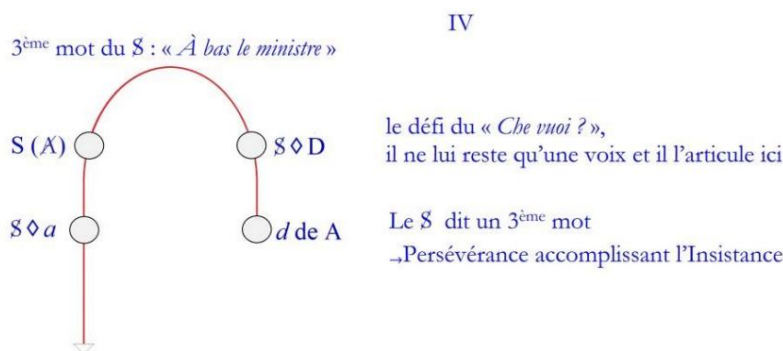 IV
3ème mot du $ : « À bas le ministre »
S (Ⱥ)
$ ◊ D
$ ◊ a
d de A
le défi du « Che vuoi ? »,
il ne lui reste qu’une voix et il l’articule ici
Le $ dit un 3ème mot
→Persévérance accomplissant l’Insistance